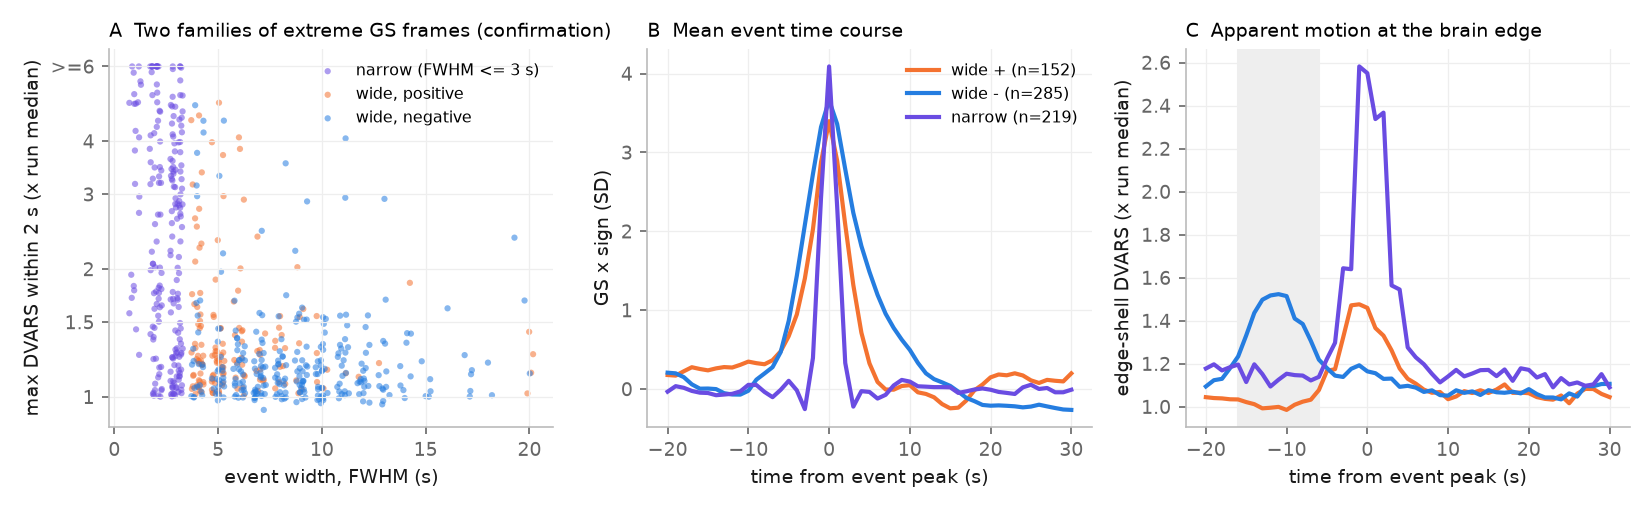 A  Two families of extreme GS frames (confirmation)
max DVARS within 2 s (x run median)
>=6
4
3
2
1.5
1
narrow (FWHM <= 3 s)
wide, positive
wide, negative
0
5
10
15
20
event width, FWHM (s)
B  Mean event time course
GS x sign (SD)
4
3
2
1
0
wide + (n=152)
wide - (n=285)
narrow (n=219)
−20
−10
0
10
20
30
time from event peak (s)
C  Apparent motion at the brain edge
edge-shell DVARS (x run median)
2.6
2.4
2.2
2.0
1.8
1.6
1.4
1.2
1.0
−20
−10
0
10
20
30
time from event peak (s)